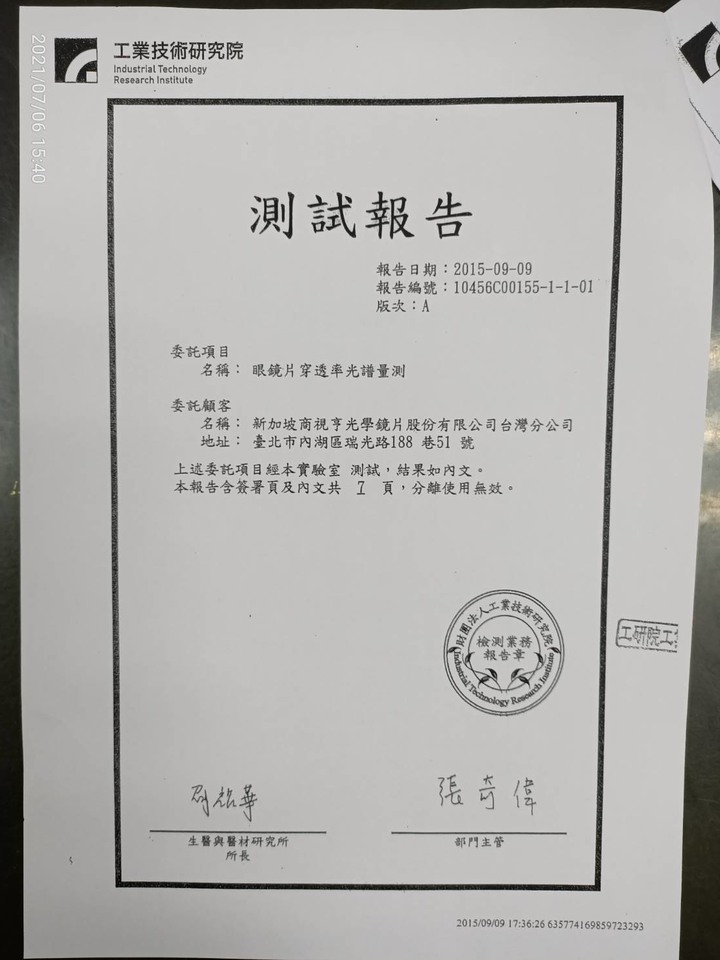 2021/07/06 15:40
工業技術研究院
Industrial Technology
Research Institute
測試報告
報告日期：2015-09-09
報告編號：10456C00155-1-1-01
版次：A
委託項目
名稱： 眼鏡片穿透率光譜量測
委託顧客
名稱： 新加坡商視亨光學鏡片股份有限公司台灣分公司
地址： 臺北市內湖區瑞光路188 巷51 號
上述委託項目經本實驗室 測試，結果如內文。
本報告含簽署頁及內文共 7 頁，分離使用無效。
財團法人工業技術研究院
檢測業務
報告章
Industrial Technology Research Institute
工研院工
張奇偉
生醫與醫材研究所
所長
部門主管
2015/09/09 17:36:26 635774169859723293